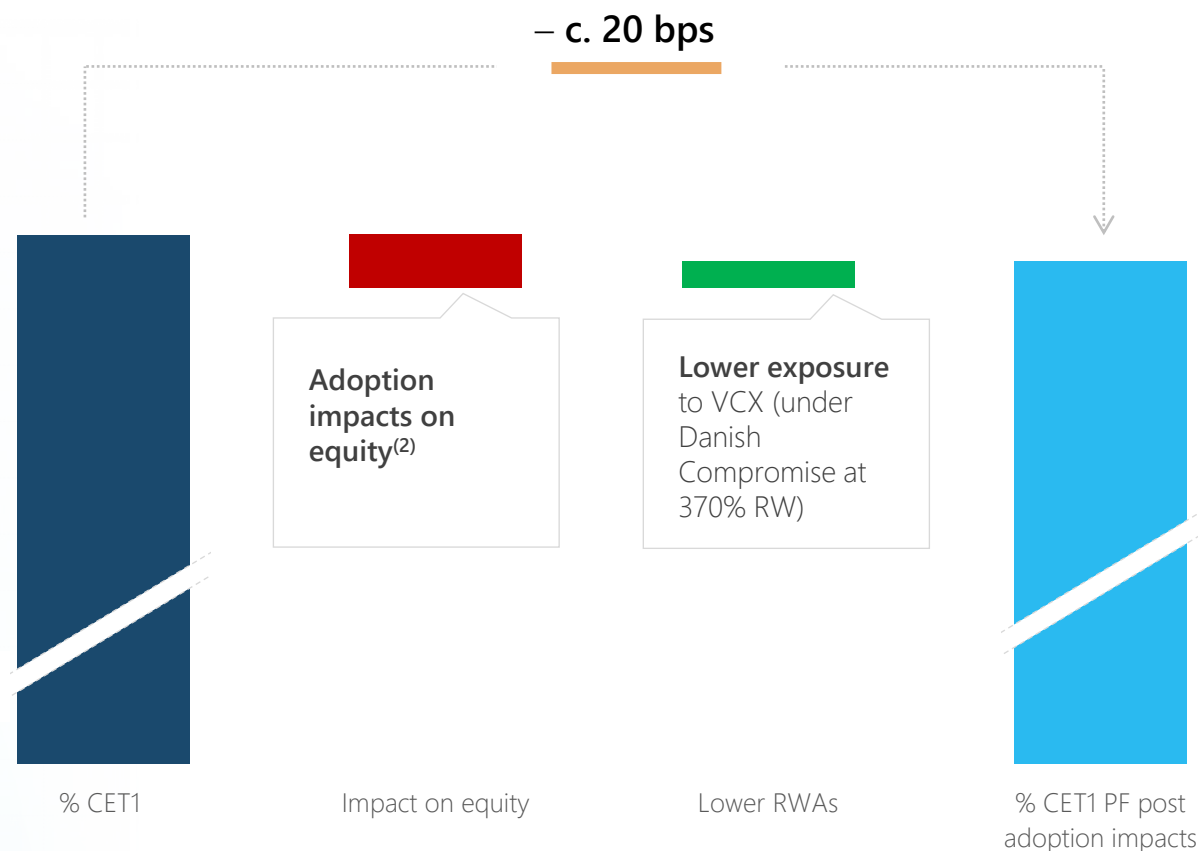 – c. 20 bps
Adoption
impacts on
equity(2)
Lower exposure
to VCX (under
Danish
Compromise at
370% RW)
% CET1
Impact on equity
Lower RWAs
% CET1 PF post
adoption impacts